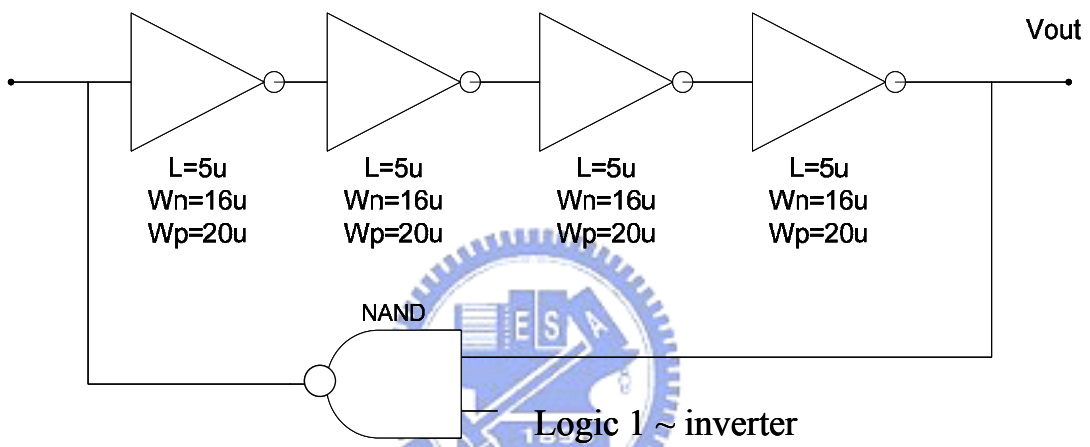 Vout
L=5u
Wn=16u
Wp=20u
L=5u
Wn=16u
Wp=20u
L=5u
Wn=16u
Wp=20u
L=5u
Wn=16u
Wp=20u
NAND
ESA
Logic 1 ~ inverter